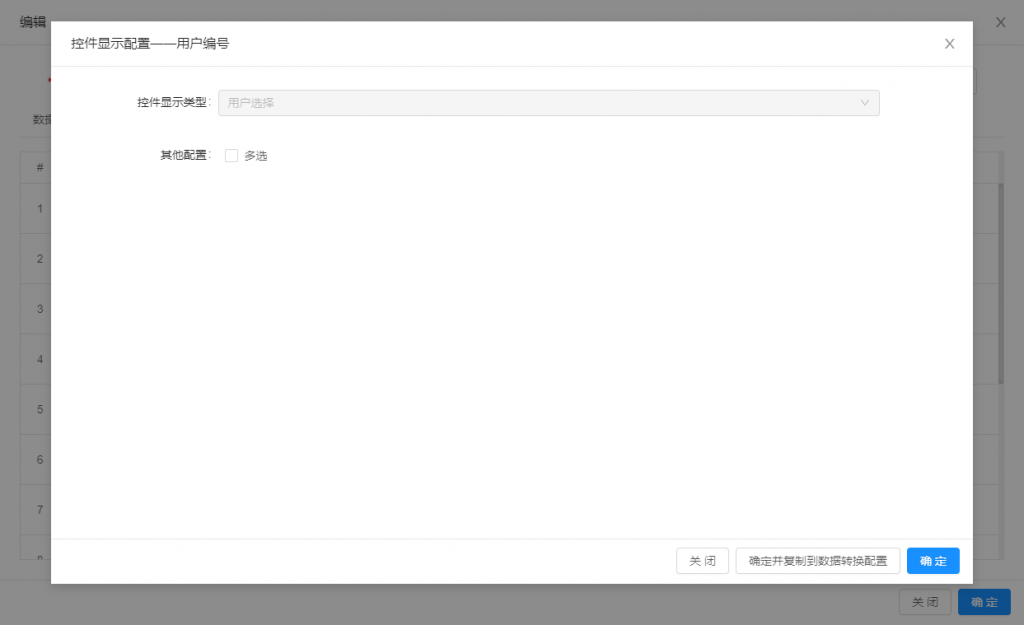 编辑
控件显示配置——用户编号
控件显示类型:
用户选择
数据
其他配置:
多选
#
1
2
3
4
5
6
7
关 闭
确定并复制到数据转换配置
确 定
关 闭
确 定